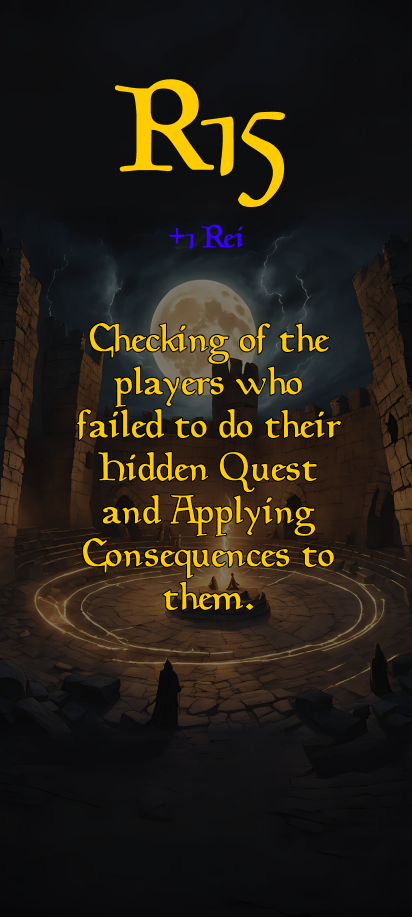 R15
+1 Rei
Checking of the
players who
failed to do their
Hidden Quest
and Applying
Consequences to
them.